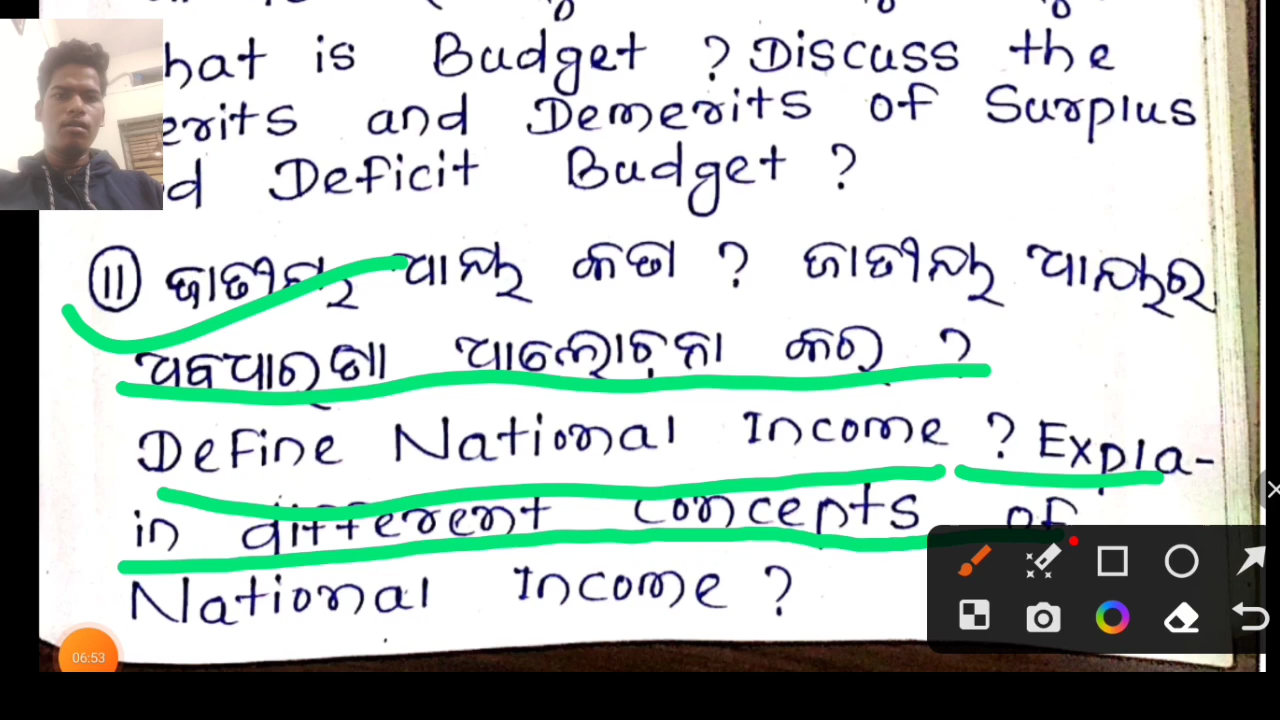 hat is Budget ? Discuss the
erits and Demerits of Surplus
d Deficit Budget ?
(11) ଜାତୀୟ ଆୟ କଣ ? ଜାତୀୟ ଆୟର
ଅବଧାରଣା ଆଲୋଚନା କର ?
Define National Income ? Expla-
in different concepts of
National Income ?
06:53